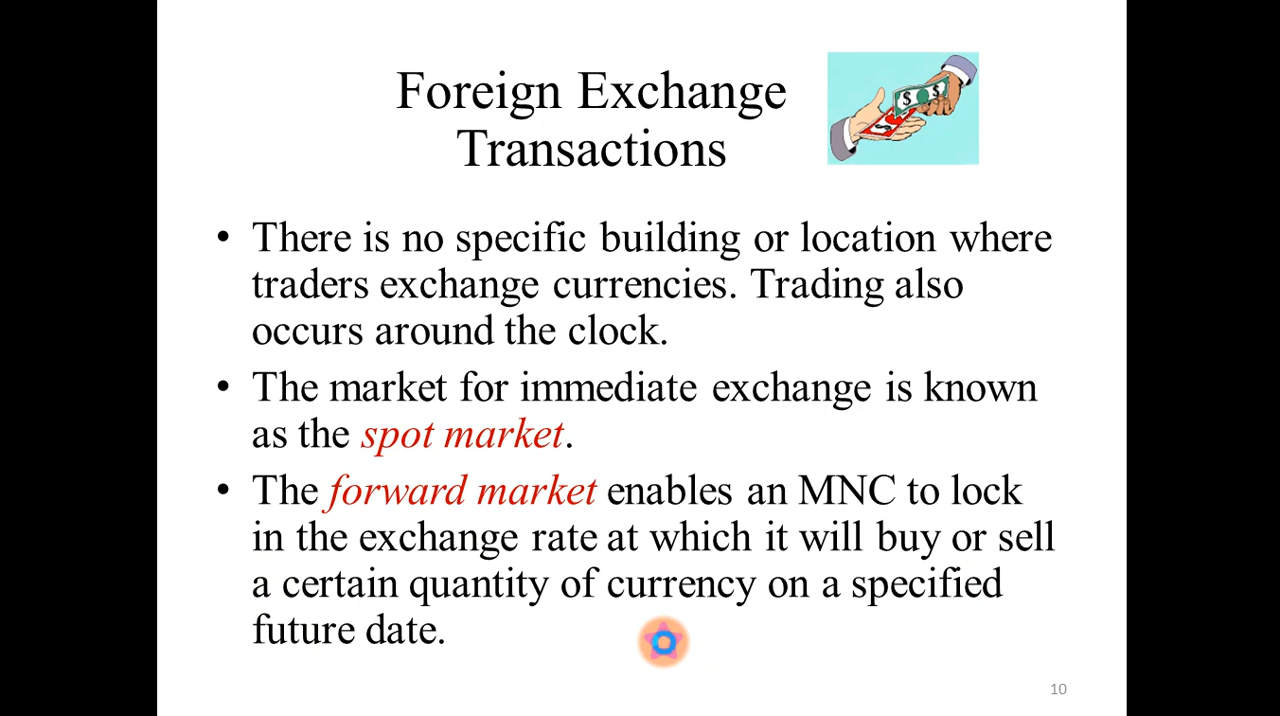 Foreign Exchange
Transactions
• There is no specific building or location where
traders exchange currencies. Trading also
occurs around the clock.
• The market for immediate exchange is known
as the spot market.
• The forward market enables an MNC to lock
in the exchange rate at which it will buy or sell
a certain quantity of currency on a specified
future date.
10